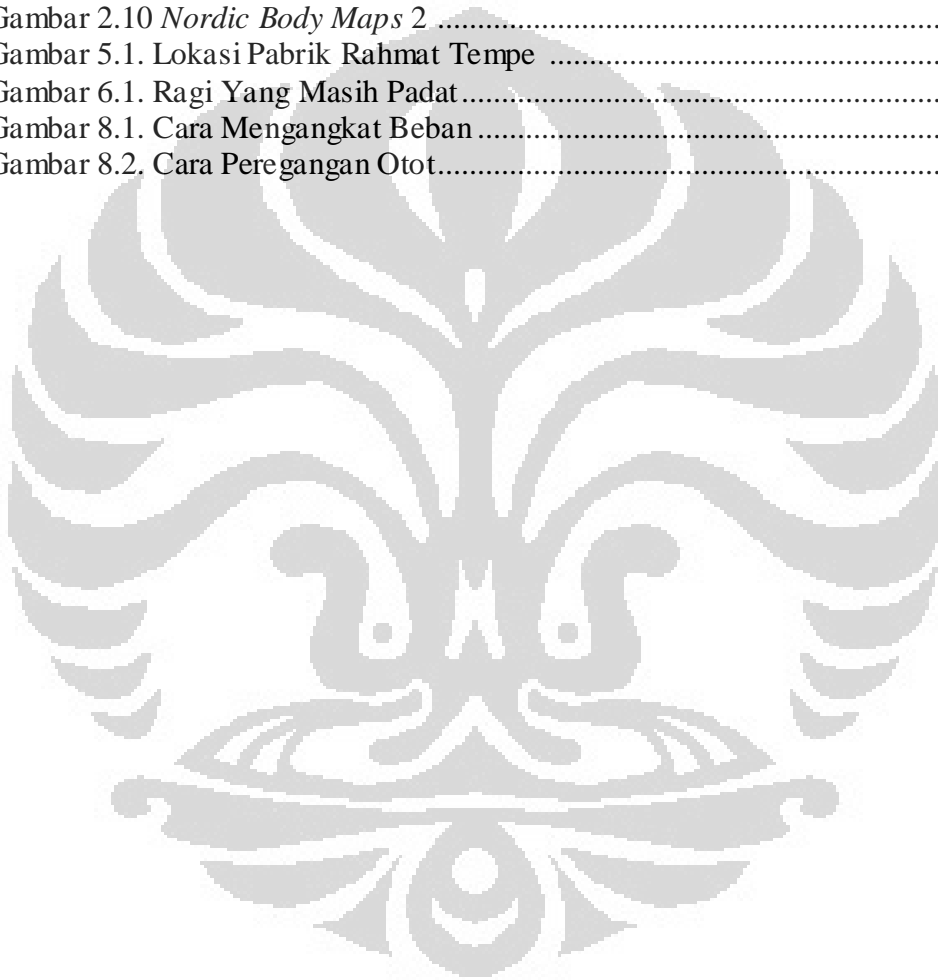 Gambar 2.10 Nordic Body Maps 2 ..........................................................
Gambar 5.1. Lokasi Pabrik Rahmat Tempe ..............................................
Gambar 6.1. Ragi Yang Masih Padat .......................................................
Gambar 8.1. Cara Mengangkat Beban .....................................................
Gambar 8.2. Cara Peregangan Otot..........................................................